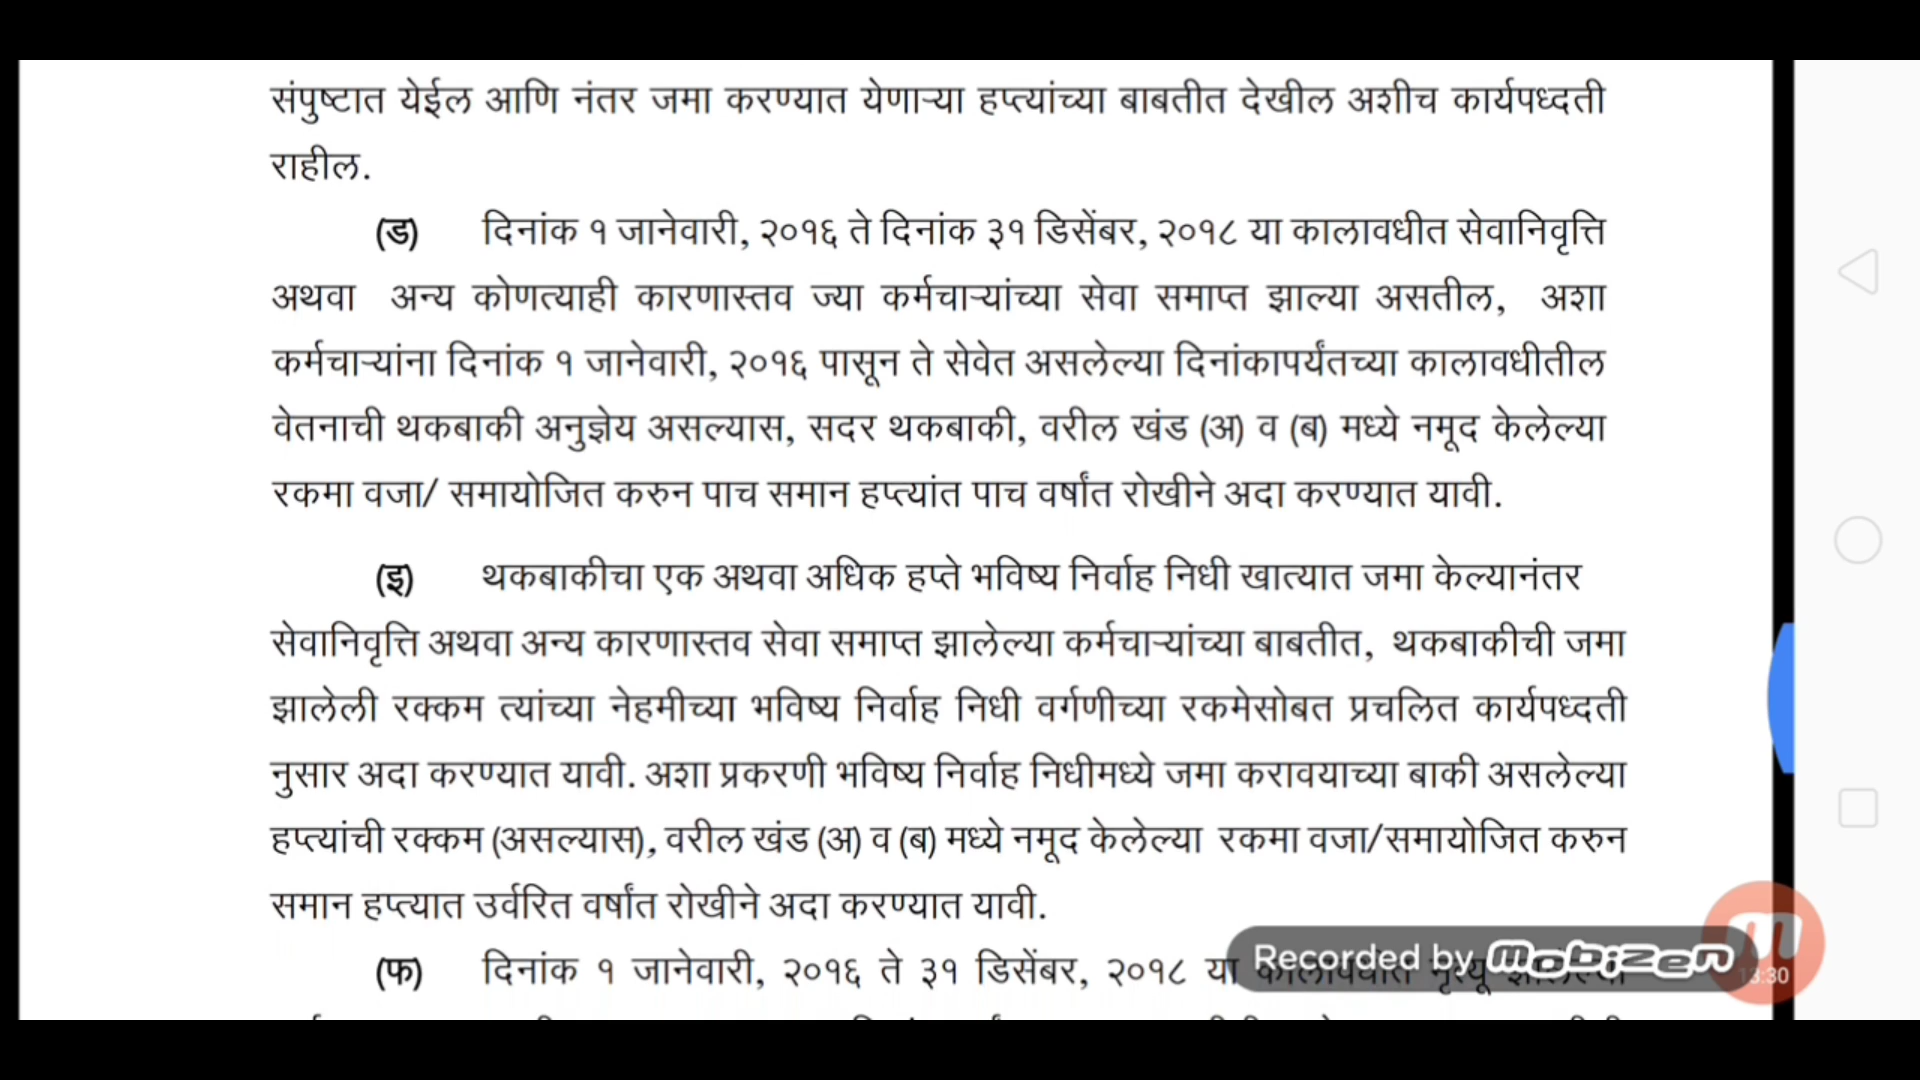 संपुष्टात येईल आणि नंतर जमा करण्यात येणाऱ्या हप्त्यांच्या बाबतीत देखील अशीच कार्यपध्दती
राहील.
(ड) दिनांक १ जानेवारी, २०१६ ते दिनांक ३१ डिसेंबर, २०१८ या कालावधीत सेवानिवृत्ति
अथवा अन्य कोणत्याही कारणास्तव ज्या कर्मचाऱ्यांच्या सेवा समाप्त झाल्या असतील, अशा
कर्मचाऱ्यांना दिनांक १ जानेवारी, २०१६ पासून ते सेवेत असलेल्या दिनांकापर्यंतच्या कालावधीतील
वेतनाची थकबाकी अनुज्ञेय असल्यास, सदर थकबाकी, वरील खंड (अ) व (ब) मध्ये नमूद केलेल्या
रकमा वजा/ समायोजित करुन पाच समान हप्त्यांत पाच वर्षांत रोखीने अदा करण्यात यावी.
(इ) थकबाकीचा एक अथवा अधिक हप्ते भविष्य निर्वाह निधी खात्यात जमा केल्यानंतर
सेवानिवृत्ति अथवा अन्य कारणास्तव सेवा समाप्त झालेल्या कर्मचाऱ्यांच्या बाबतीत, थकबाकीची जमा
झालेली रक्कम त्यांच्या नेहमीच्या भविष्य निर्वाह निधी वर्गणीच्या रकमेसोबत प्रचलित कार्यपध्दती
नुसार अदा करण्यात यावी. अशा प्रकरणी भविष्य निर्वाह निधीमध्ये जमा करावयाच्या बाकी असलेल्या
हप्त्यांची रक्कम (असल्यास), वरील खंड (अ) व (ब) मध्ये नमूद केलेल्या रकमा वजा/समायोजित करुन
समान हप्त्यात उर्वरित वर्षांत रोखीने अदा करण्यात यावी.
(फ) दिनांक १ जानेवारी, २०१६ ते ३१ डिसेंबर, २०१८ या कालावधीत मृत्यू झालेल्या
Recorded by mobizen
13:30